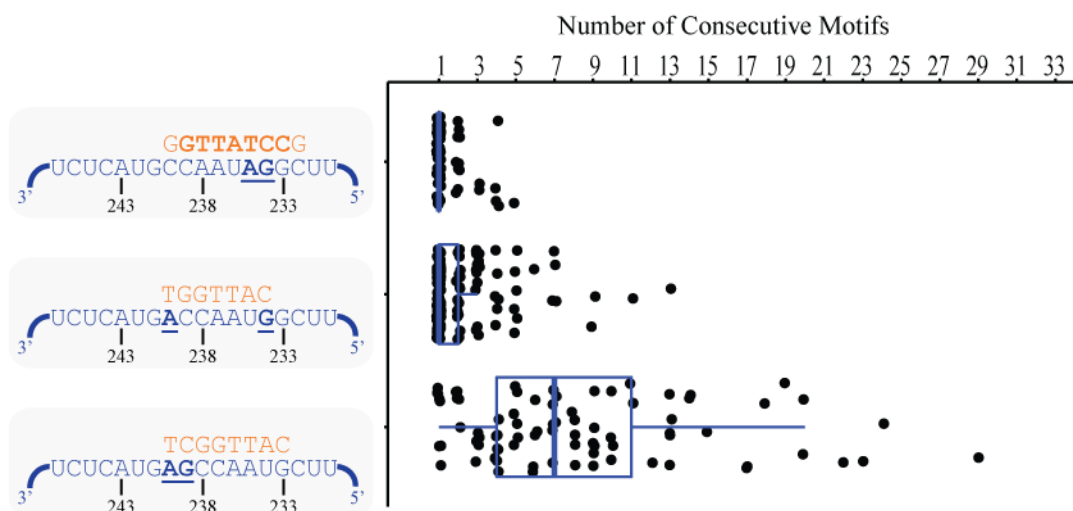 Number of Consecutive Motifs
1 3 5 7 9 11 13 15 17 19 21 23 25 27 29 31 33
GGTTATCCG
UCUCAUGCCAAUAGGCUU
3’ 5’
243 238 233
TGGTTAC
UCUCAUGACCAAUGGCUU
3’ 5’
243 238 233
TCGGTTAC
UCUCAUGAGCCAAUGCUU
3’ 5’
243 238 233